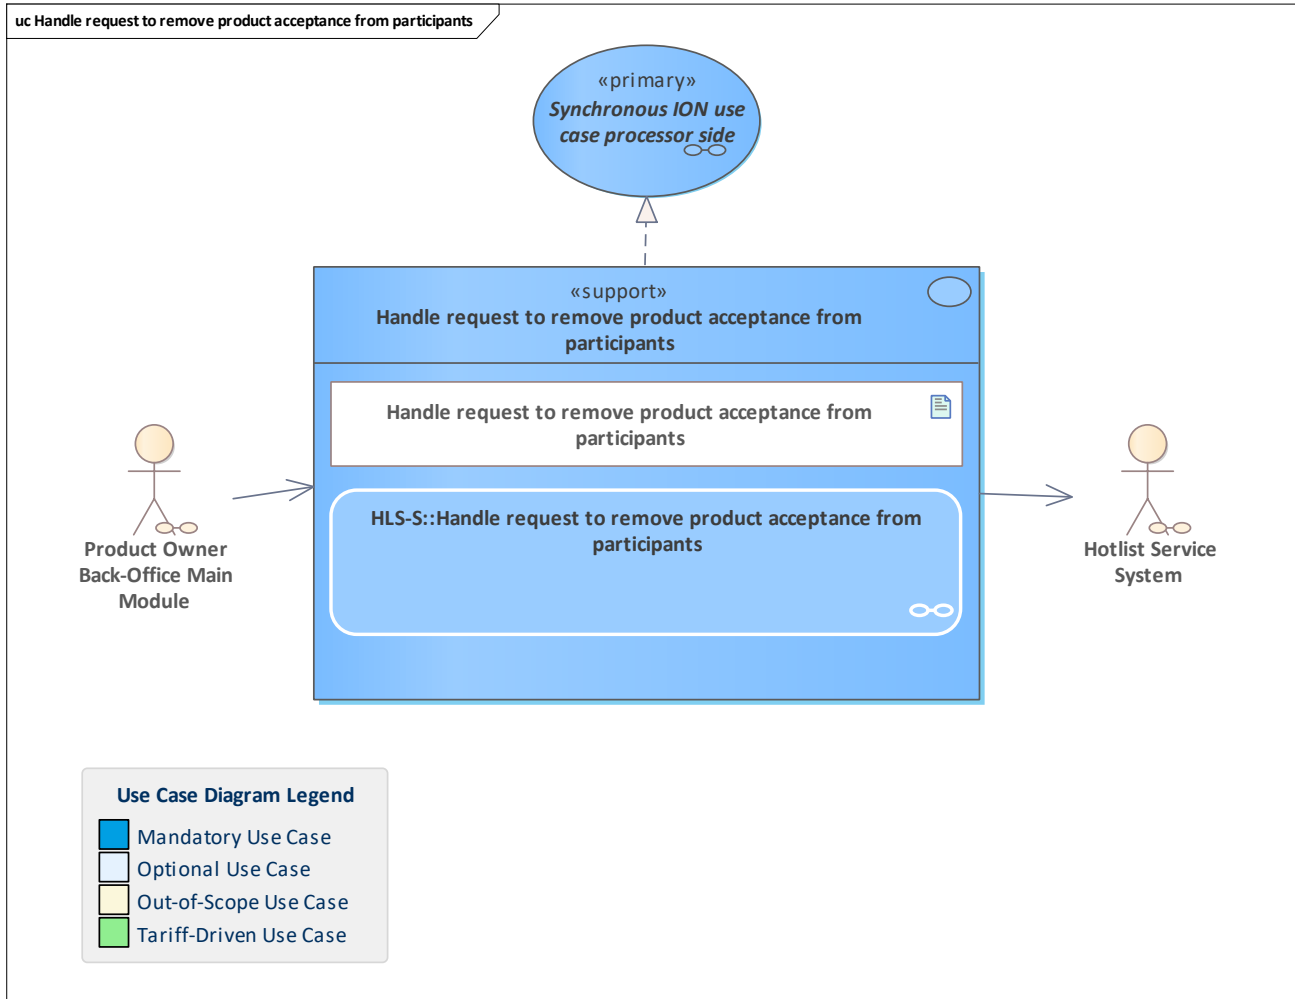 uc Handle request to remove product acceptance from participants
«primary»
Synchronous ION use
case processor side
«support»
Handle request to remove product acceptance from
participants
Handle request to remove product acceptance from
participants
HLS-S::Handle request to remove product acceptance from
participants
Product Owner
Back-Office Main
Module
Hotlist Service
System
Use Case Diagram Legend
Mandatory Use Case
Optional Use Case
Out-of-Scope Use Case
Tariff-Driven Use Case